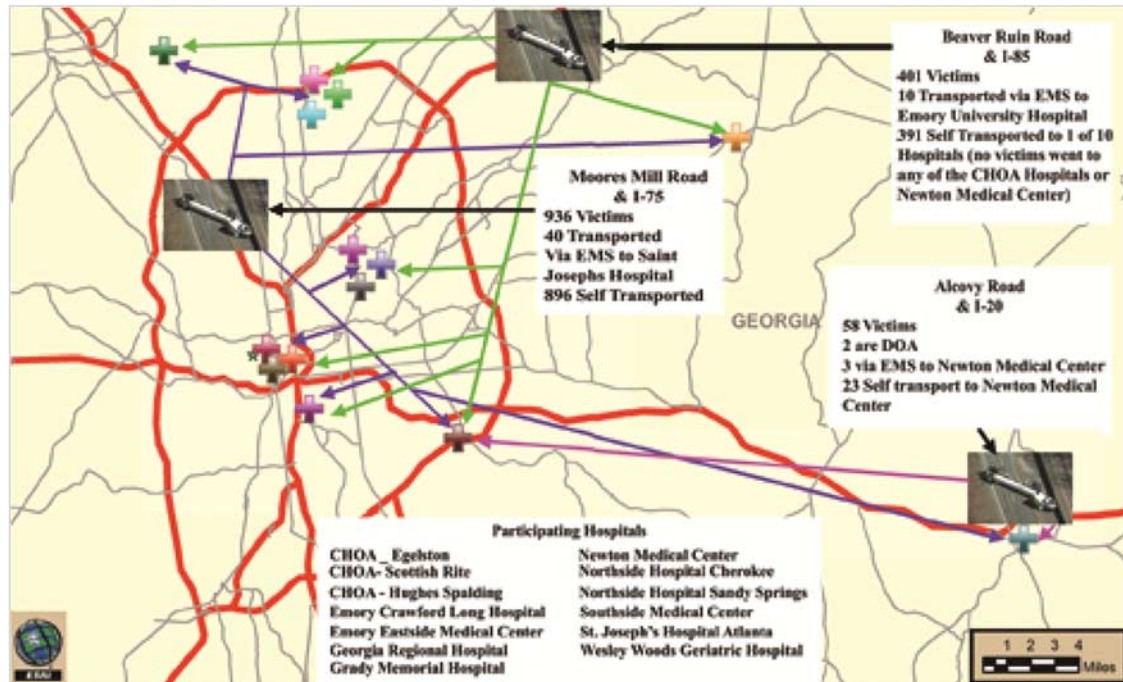 Beaver Ruin Road
& I-85
401 Victims
10 Transported via EMS to
Emory University Hospital
391 Self Transported to 1 of 10
Hospitals (no victims went to
any of the CHOA Hospitals or
Newton Medical Center)
Moores Mill Road
& I-75
936 Victims
40 Transported
Via EMS to Saint
Josephs Hospital
896 Self Transported
GEORGIA
Alcovy Road
& I-20
58 Victims
2 are DOA
3 via EMS to Newton Medical Center
23 Self transport to Newton Medical
Center
Participating Hospitals
CHOA _ Egelston
CHOA- Scottish Rite
CHOA - Hughes Spalding
Emory Crawford Long Hospital
Emory Eastside Medical Center
Georgia Regional Hospital
Grady Memorial Hospital
Newton Medical Center
Northside Hospital Cherokee
Northside Hospital Sandy Springs
Southside Medical Center
St. Joseph's Hospital Atlanta
Wesley Woods Geriatric Hospital
1 2 3 4
Miles